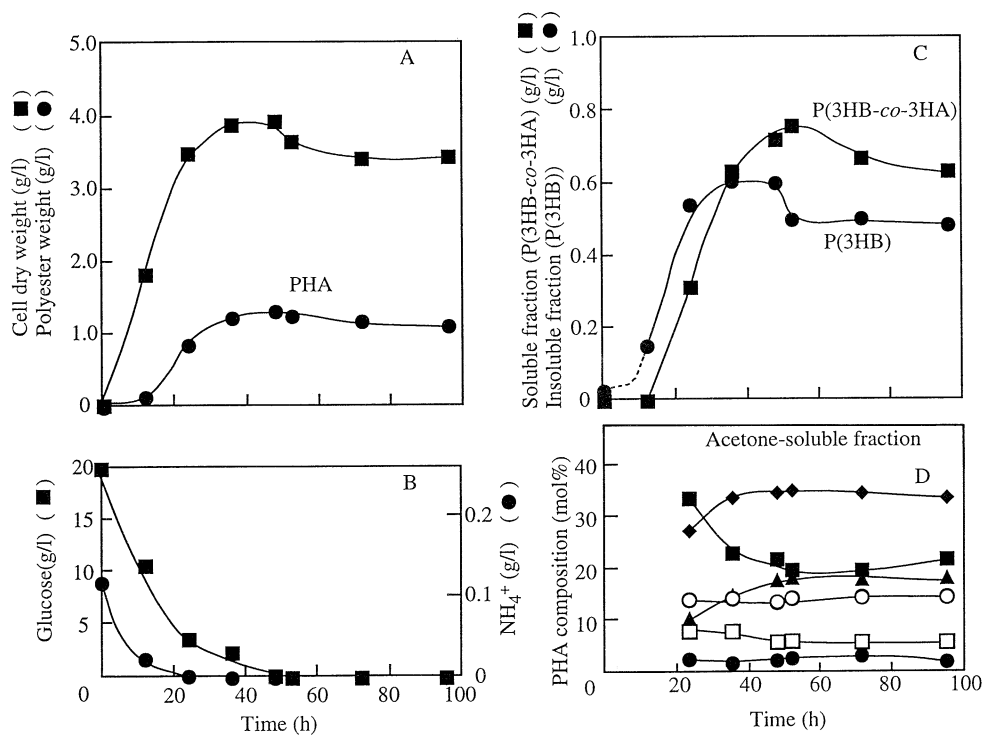 Cell dry weight (g/l) (■)
Polyester weight (g/l) (●)
5.0
4.0
3.0
2.0
1.0
0
A
PHA
Soluble fraction (P(3HB-co-3HA) (g/l) (■)
Insoluble fraction (P(3HB)) (g/l) (●)
1.0
0.8
0.6
0.4
0.2
0
C
P(3HB-co-3HA)
P(3HB)
Glucose(g/l) (■)
20
15
10
5
0
B
NH4+ (g/l) (●)
0.2
0.1
0
20 40 60 80 100
Time (h)
PHA composition (mol%)
40
30
20
10
0
Acetone-soluble fraction
D
20 40 60 80 100
Time (h)